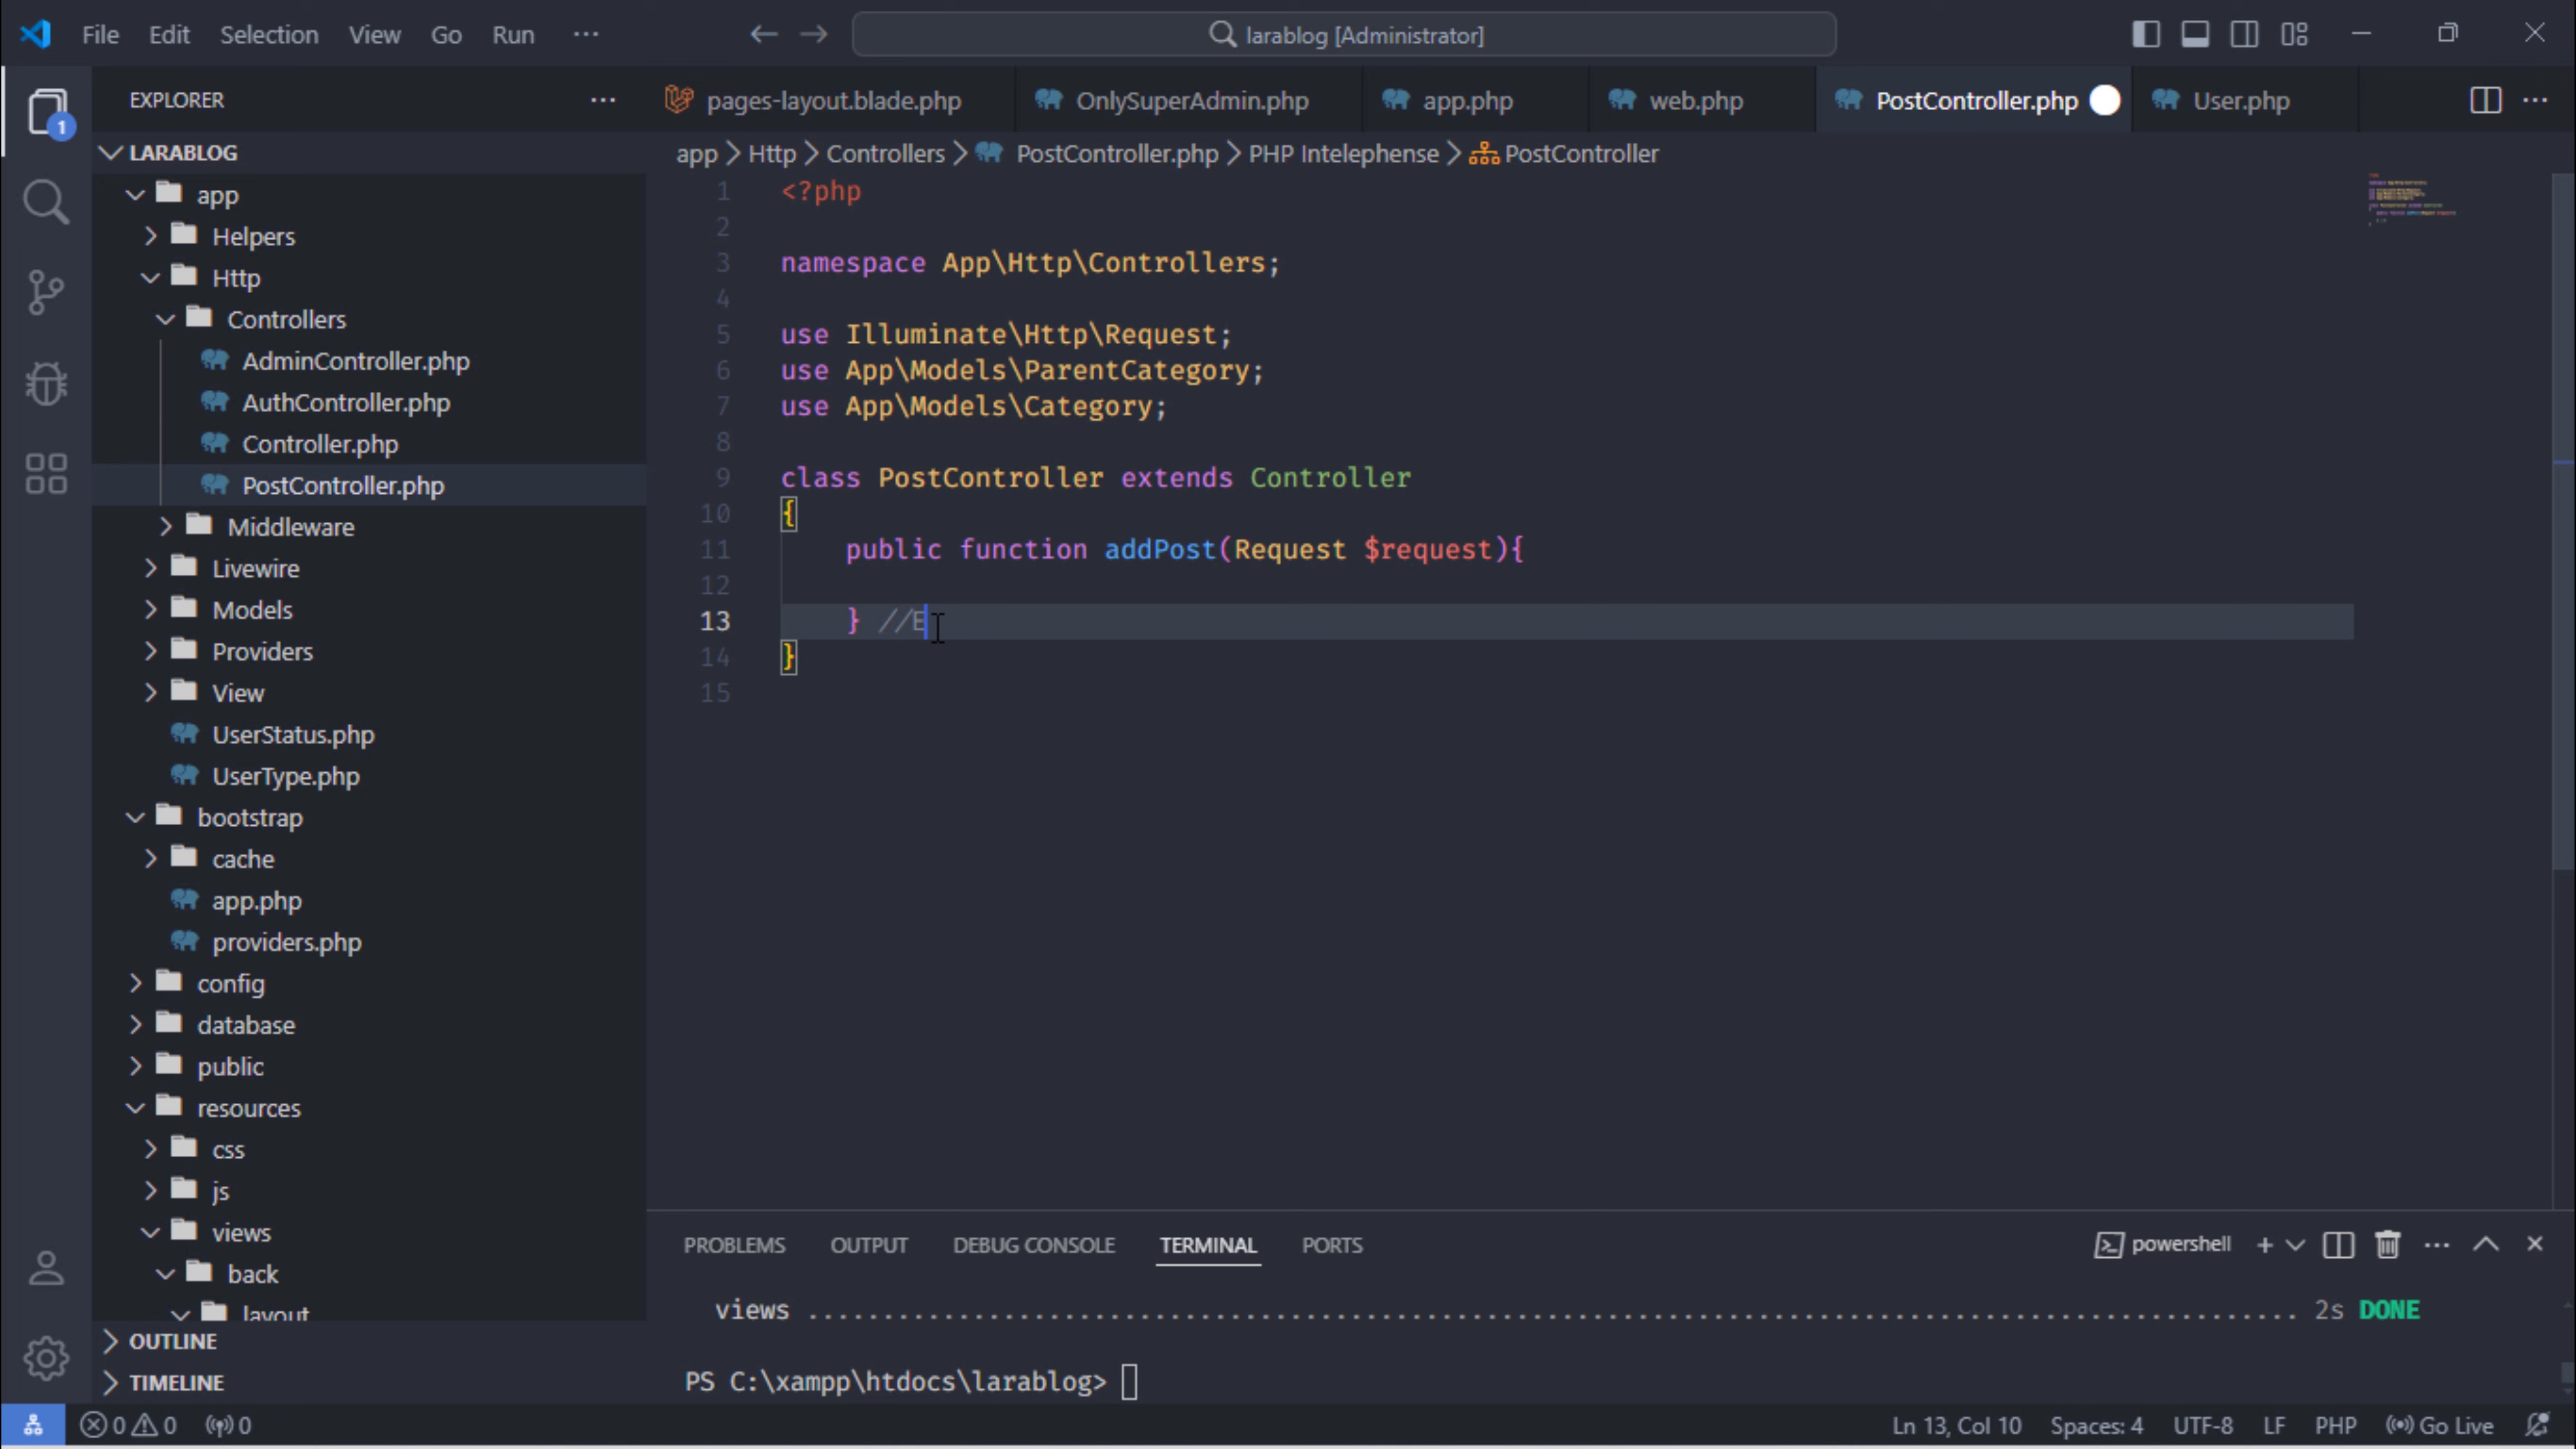 File Edit Selection View Go Run ··· larablog [Administrator]
EXPLORER ···
pages-layout.blade.php OnlySuperAdmin.php app.php web.php PostController.php User.php
app > Http > Controllers > PostController.php > PHP Intelephense > PostController
1
LARABLOG
app
Helpers
Http
Controllers
AdminController.php
AuthController.php
Controller.php
PostController.php
Middleware
Livewire
Models
Providers
View
UserStatus.php
UserType.php
bootstrap
cache
app.php
providers.php
config
database
public
resources
css
js
views
back
layout
OUTLINE
TIMELINE
1 <?php
2
3 namespace App\Http\Controllers;
4
5 use Illuminate\Http\Request;
6 use App\Models\ParentCategory;
7 use App\Models\Category;
8
9 class PostController extends Controller
10 {
11 public function addPost(Request $request){
12
13 } //E
14 }
15
PROBLEMS OUTPUT DEBUG CONSOLE TERMINAL PORTS powershell
views ........................................................................................... 2s DONE
PS C:\xampp\htdocs\larablog>
0 0 0 Ln 13, Col 10 Spaces: 4 UTF-8 LF PHP Go Live